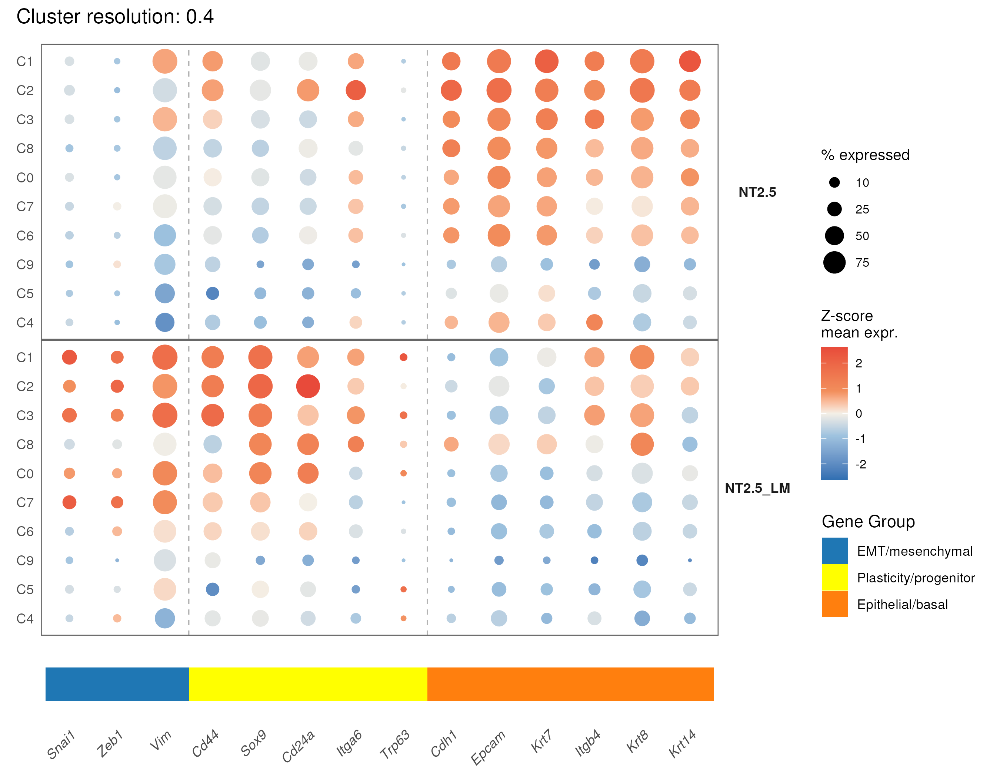 Cluster resolution: 0.4
C1
C2
C3
C8
C0
C7
C6
C9
C5
C4
NT2.5
C1
C2
C3
C8
C0
C7
C6
C9
C5
C4
NT2.5_LM
Snai1
Zeb1
Vim
Cd44
Sox9
Cd24a
Itga6
Trp63
Cdh1
Epcam
Krt7
Itgb4
Krt8
Krt14
% expressed
10
25
50
75
Z-score
mean expr.
2
1
0
-1
-2
Gene Group
EMT/mesenchymal
Plasticity/progenitor
Epithelial/basal